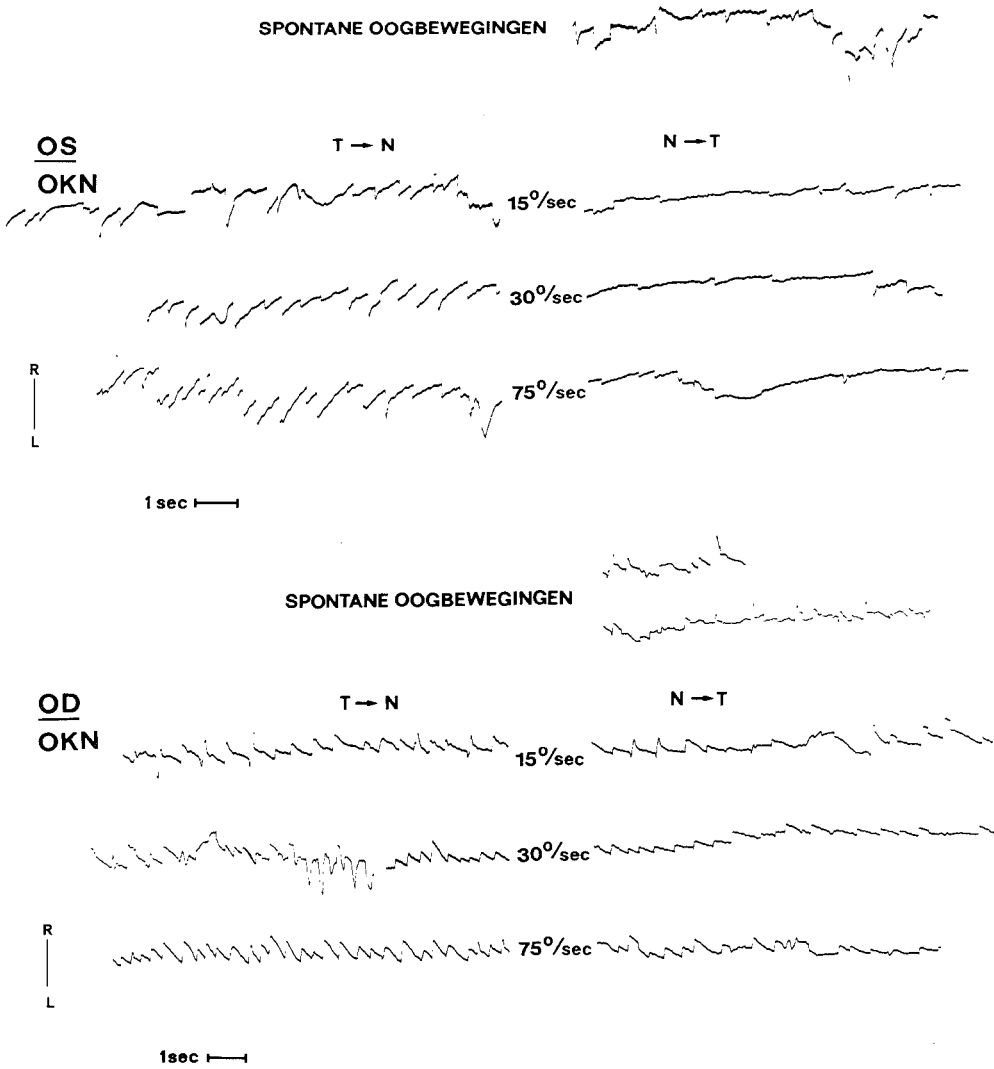 SPONTANE OOGBEWEGINGEN
OS
OKN
T → N
N → T
15°/sec
30°/sec
R
75°/sec
L
1 sec
SPONTANE OOGBEWEGINGEN
OD
OKN
T → N
N → T
15°/sec
30°/sec
R
75°/sec
L
1sec